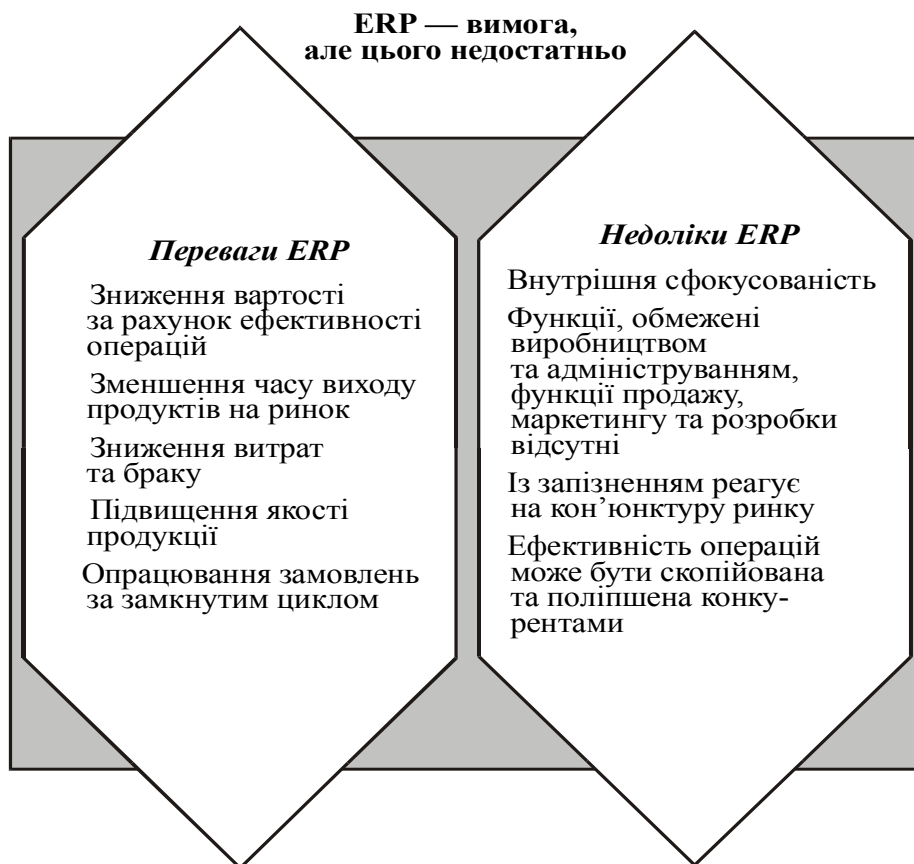 ERP — вимога,
але цього недостатньо
Переваги ERP
Зниження вартості
за рахунок ефективності
операцій
Зменшення часу виходу
продуктів на ринок
Зниження витрат
та браку
Підвищення якості
продукції
Опрацювання замовлень
за замкнутим циклом
Недоліки ERP
Внутрішня сфокусованість
Функції, обмежені
виробництвом
та адмініструванням,
функції продажу,
маркетингу та розробки
відсутні
Із запізненням реагує
на кон’юнктуру ринку
Ефективність операцій
може бути скопійована
та поліпшена конку-
рентами